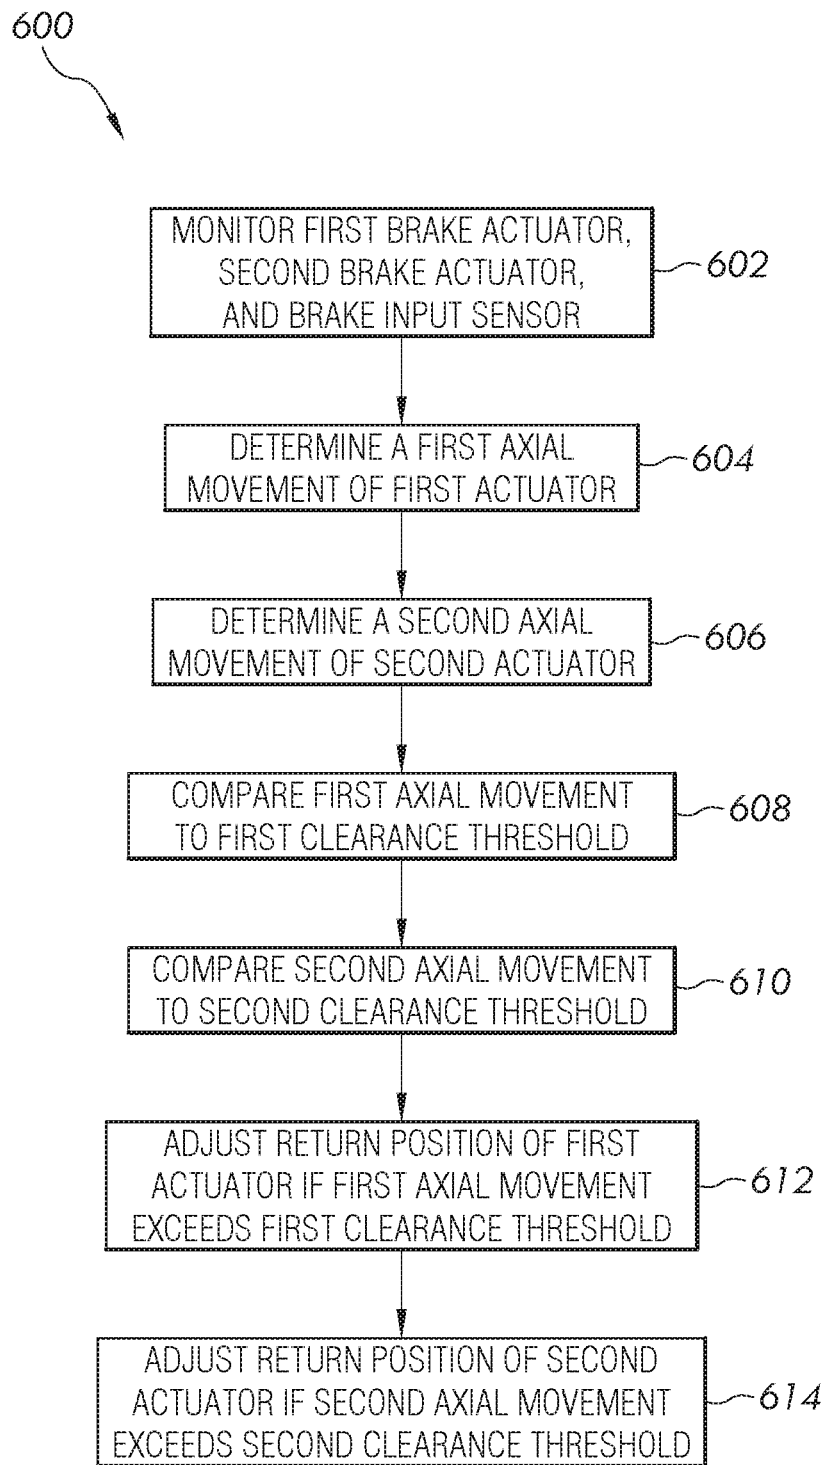 600
MONITOR FIRST BRAKE ACTUATOR,
SECOND BRAKE ACTUATOR,
AND BRAKE INPUT SENSOR
602
DETERMINE A FIRST AXIAL
MOVEMENT OF FIRST ACTUATOR
604
DETERMINE A SECOND AXIAL
MOVEMENT OF SECOND ACTUATOR
606
COMPARE FIRST AXIAL MOVEMENT
TO FIRST CLEARANCE THRESHOLD
608
COMPARE SECOND AXIAL MOVEMENT
TO SECOND CLEARANCE THRESHOLD
610
ADJUST RETURN POSITION OF FIRST
ACTUATOR IF FIRST AXIAL MOVEMENT
EXCEEDS FIRST CLEARANCE THRESHOLD
612
ADJUST RETURN POSITION OF SECOND
ACTUATOR IF SECOND AXIAL MOVEMENT
EXCEEDS SECOND CLEARANCE THRESHOLD
614